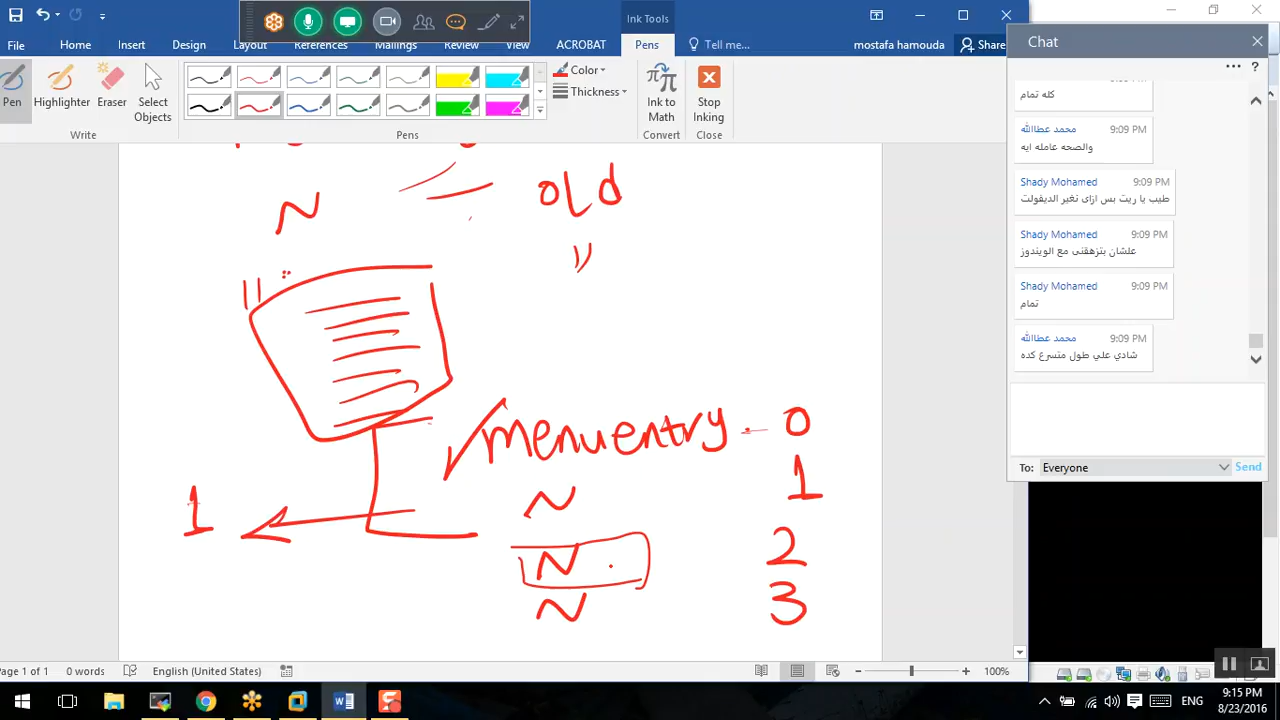 Ink Tools
mostafa hamouda
Share
File
Home
Insert
Design
Layout
References
Mailings
Review
View
ACROBAT
Pens
Tell me...
Pen
Highlighter
Eraser
Select Objects
Color
Thickness
Ink to Math
Stop Inking
Write
Pens
Convert
Close
N
old
"
menuentry - 0
N 1
1
N 2
N 3
Chat
كله تمام
محمد عطاالله 9:09 PM
والصحه عامله ايه
Shady Mohamed 9:09 PM
طيب يا ريت بس ازاى تغير الديفولت
Shady Mohamed 9:09 PM
علشان بتزهقنى مع الويندوز
Shady Mohamed 9:09 PM
تمام
محمد عطاالله 9:09 PM
شادي علي طول متسرع كده
To: Everyone Send
Page 1 of 1 0 words English (United States) 100%
ENG
9:15 PM
8/23/2016